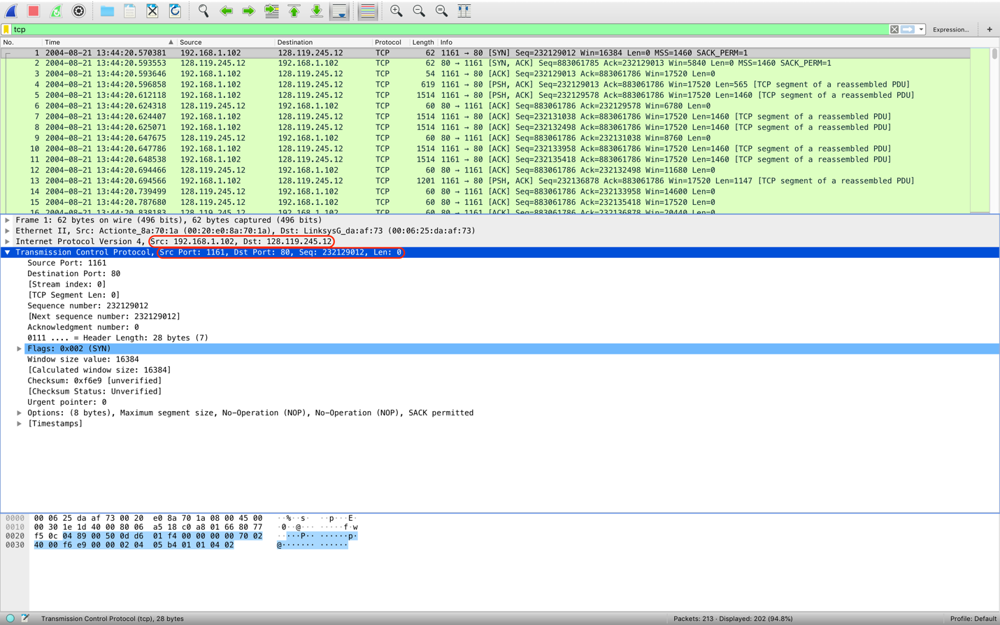 tcp
Expression... +
No. Time Source Destination Protocol Length Info
1 2004-08-21 13:44:20.570381 192.168.1.102 128.119.245.12 TCP 62 1161 → 80 [SYN] Seq=232129012 Win=16384 Len=0 MSS=1460 SACK_PERM=1
2 2004-08-21 13:44:20.593553 128.119.245.12 192.168.1.102 TCP 62 80 → 1161 [SYN, ACK] Seq=883061785 Ack=232129013 Win=5840 Len=0 MSS=1460 SACK_PERM=1
3 2004-08-21 13:44:20.593646 192.168.1.102 128.119.245.12 TCP 54 1161 → 80 [ACK] Seq=232129013 Ack=883061786 Win=17520 Len=0
4 2004-08-21 13:44:20.596858 192.168.1.102 128.119.245.12 TCP 619 1161 → 80 [PSH, ACK] Seq=232129013 Ack=883061786 Win=17520 Len=565 [TCP segment of a reassembled PDU]
5 2004-08-21 13:44:20.612118 192.168.1.102 128.119.245.12 TCP 1514 1161 → 80 [PSH, ACK] Seq=232129578 Ack=883061786 Win=17520 Len=1460 [TCP segment of a reassembled PDU]
6 2004-08-21 13:44:20.624318 128.119.245.12 192.168.1.102 TCP 60 80 → 1161 [ACK] Seq=883061786 Ack=232129578 Win=6780 Len=0
7 2004-08-21 13:44:20.624407 192.168.1.102 128.119.245.12 TCP 1514 1161 → 80 [ACK] Seq=232131038 Ack=883061786 Win=17520 Len=1460 [TCP segment of a reassembled PDU]
8 2004-08-21 13:44:20.625071 192.168.1.102 128.119.245.12 TCP 1514 1161 → 80 [ACK] Seq=232132498 Ack=883061786 Win=17520 Len=1460 [TCP segment of a reassembled PDU]
9 2004-08-21 13:44:20.647675 128.119.245.12 192.168.1.102 TCP 60 80 → 1161 [ACK] Seq=883061786 Ack=232131038 Win=8760 Len=0
10 2004-08-21 13:44:20.647786 192.168.1.102 128.119.245.12 TCP 1514 1161 → 80 [ACK] Seq=232133958 Ack=883061786 Win=17520 Len=1460 [TCP segment of a reassembled PDU]
11 2004-08-21 13:44:20.648538 192.168.1.102 128.119.245.12 TCP 1514 1161 → 80 [ACK] Seq=232135418 Ack=883061786 Win=17520 Len=1460 [TCP segment of a reassembled PDU]
12 2004-08-21 13:44:20.694466 128.119.245.12 192.168.1.102 TCP 60 80 → 1161 [ACK] Seq=883061786 Ack=232132498 Win=11680 Len=0
13 2004-08-21 13:44:20.694566 192.168.1.102 128.119.245.12 TCP 1201 1161 → 80 [PSH, ACK] Seq=232136878 Ack=883061786 Win=17520 Len=1147 [TCP segment of a reassembled PDU]
14 2004-08-21 13:44:20.739499 128.119.245.12 192.168.1.102 TCP 60 80 → 1161 [ACK] Seq=883061786 Ack=232133958 Win=14600 Len=0
15 2004-08-21 13:44:20.787680 128.119.245.12 192.168.1.102 TCP 60 80 → 1161 [ACK] Seq=883061786 Ack=232135418 Win=17520 Len=0
16 2004-08-21 13:44:20.838183 128.119.245.12 192.168.1.102 TCP 60 80 → 1161 [ACK] Seq=883061786 Ack=232136878 Win=20440 Len=0
Frame 1: 62 bytes on wire (496 bits), 62 bytes captured (496 bits)
Ethernet II, Src: Actionte_8a:70:1a (00:20:e0:8a:70:1a), Dst: LinksysG_da:af:73 (00:06:25:da:af:73)
Internet Protocol Version 4, Src: 192.168.1.102, Dst: 128.119.245.12
Transmission Control Protocol, Src Port: 1161, Dst Port: 80, Seq: 232129012, Len: 0
Source Port: 1161
Destination Port: 80
[Stream index: 0]
[TCP Segment Len: 0]
Sequence number: 232129012
[Next sequence number: 232129012]
Acknowledgment number: 0
0111 .... = Header Length: 28 bytes (7)
Flags: 0x002 (SYN)
Window size value: 16384
[Calculated window size: 16384]
Checksum: 0xf6e9 [unverified]
[Checksum Status: Unverified]
Urgent pointer: 0
Options: (8 bytes), Maximum segment size, No-Operation (NOP), No-Operation (NOP), SACK permitted
[Timestamps]
0000 00 06 25 da af 73 00 20 e0 8a 70 1a 08 00 45 00 ··%··s· ··p···E·
0010 00 30 1e 1d 40 00 80 06 a5 18 c0 a8 01 66 80 77 ·0··@··· ·····f·w
0020 f5 0c 04 89 00 50 0d d6 01 f4 00 00 00 00 70 02 ·····P·· ······p·
0030 40 00 f6 e9 00 00 02 04 05 b4 01 01 04 02 @······· ······
Transmission Control Protocol (tcp), 28 bytes
Packets: 213 · Displayed: 202 (94.8%)
Profile: Default